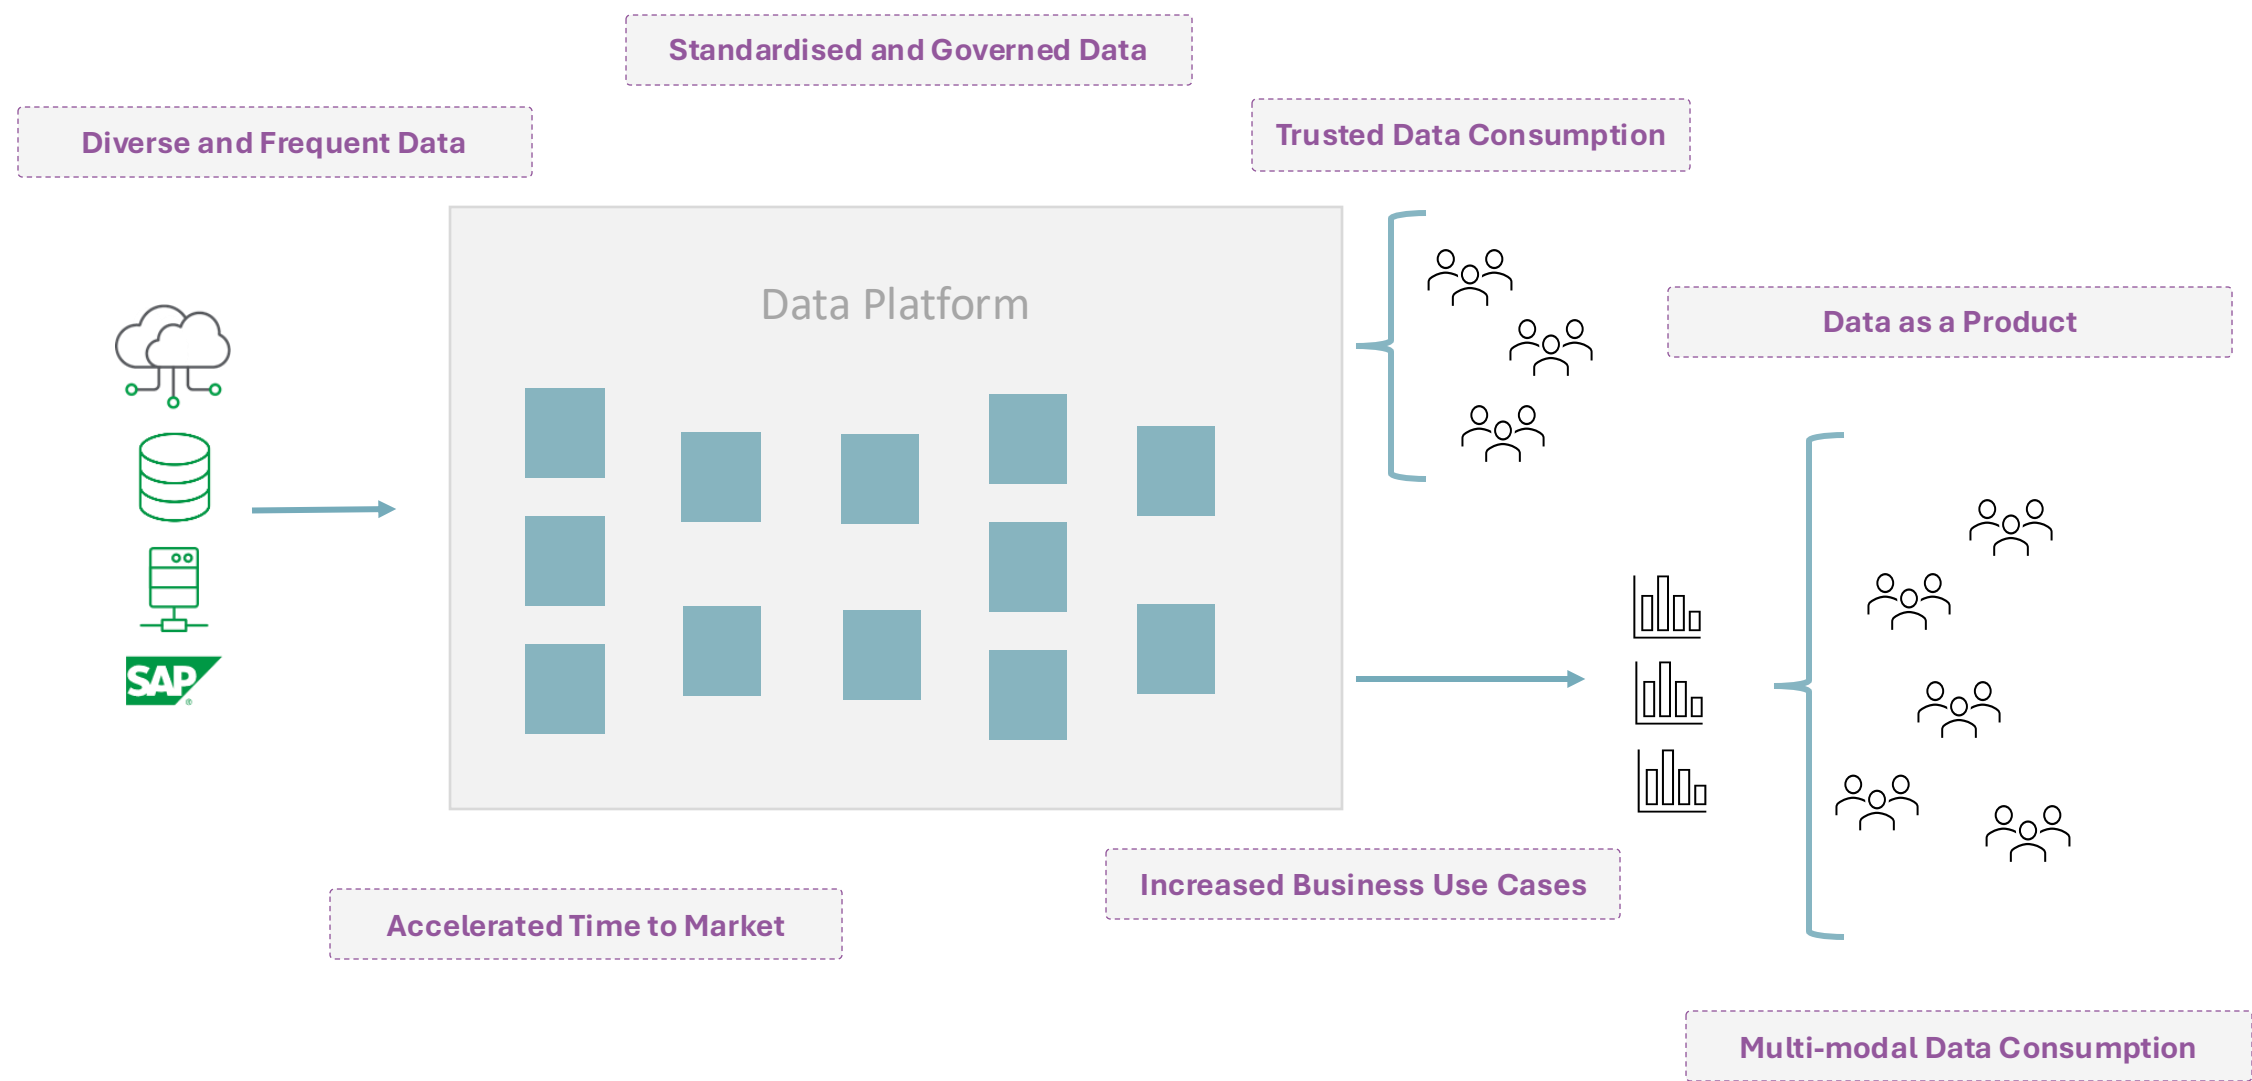 Standardised and Governed Data
Diverse and Frequent Data
Trusted Data Consumption
Data Platform
Data as a Product
SAP
®
Increased Business Use Cases
Accelerated Time to Market
Multi-modal Data Consumption